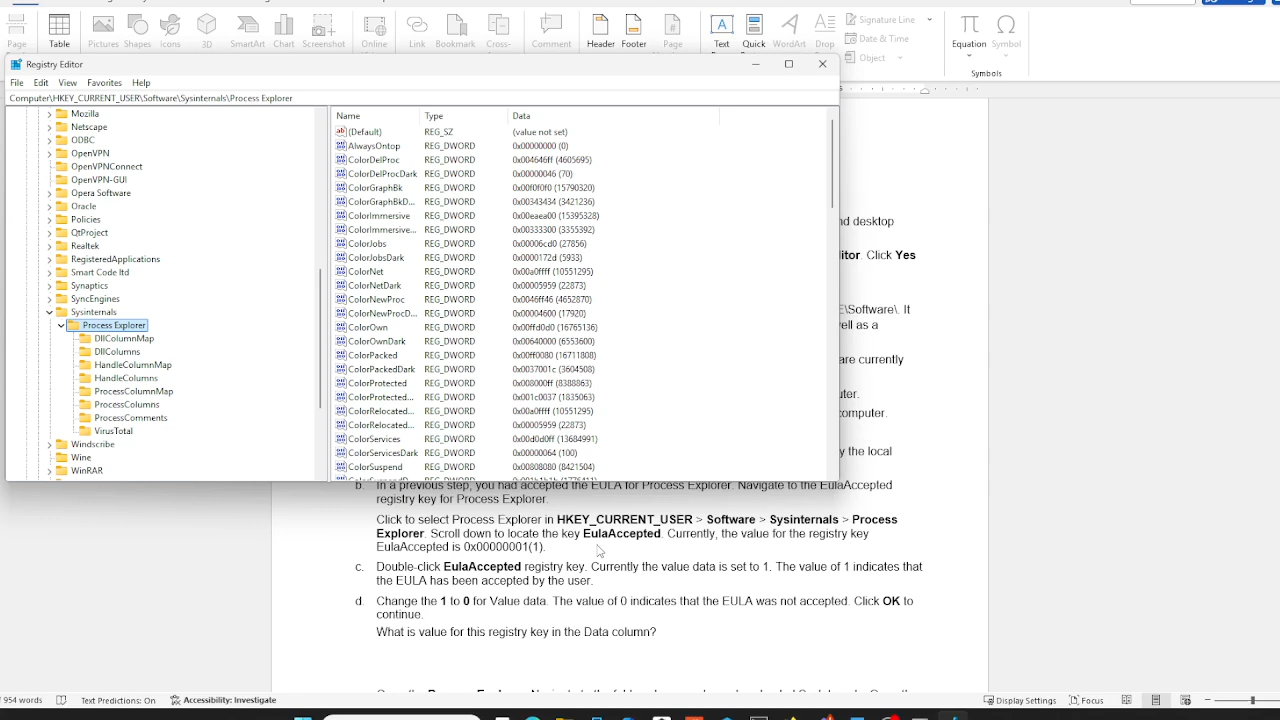 Page Table Pictures Shapes Icons 3D SmartArt Chart Screenshot Online Link Bookmark Cross- Comment Header Footer Page Text Quick WordArt Drop
Signature Line
Date & Time
Object
Equation Symbol
Symbols
Registry Editor
File Edit View Favorites Help
Computer\HKEY_CURRENT_USER\Software\Sysinternals\Process Explorer
Mozilla
Netscape
ODBC
OpenVPN
OpenVPNConnect
OpenVPN-GUI
Opera Software
Oracle
Policies
QtProject
Realtek
RegisteredApplications
Smart Code ltd
Synaptics
SyncEngines
Sysinternals
Process Explorer
DllColumnMap
DllColumns
HandleColumnMap
HandleColumns
ProcessColumnMap
ProcessColumns
ProcessComments
VirusTotal
Windscribe
Wine
WinRAR
Name Type Data
(Default) REG_SZ (value not set)
AlwaysOntop REG_DWORD 0x00000000 (0)
ColorDelProc REG_DWORD 0x004646ff (4605695)
ColorDelProcDark REG_DWORD 0x00000046 (70)
ColorGraphBk REG_DWORD 0x00f0f0f0 (15790320)
ColorGraphBkD... REG_DWORD 0x00343434 (3421236)
ColorImmersive REG_DWORD 0x00eaea00 (15395328)
ColorImmersive... REG_DWORD 0x00333300 (3355392)
ColorJobs REG_DWORD 0x00006cd0 (27856)
ColorJobsDark REG_DWORD 0x0000172d (5933)
ColorNet REG_DWORD 0x00a0ffff (10551295)
ColorNetDark REG_DWORD 0x00005959 (22873)
ColorNewProc REG_DWORD 0x0046ff46 (4652870)
ColorNewProcD... REG_DWORD 0x00004600 (17920)
ColorOwn REG_DWORD 0x00ffd0d0 (16765136)
ColorOwnDark REG_DWORD 0x00640000 (6553600)
ColorPacked REG_DWORD 0x00ff0080 (16711808)
ColorPackedDark REG_DWORD 0x0037001c (3604508)
ColorProtected REG_DWORD 0x008000ff (8388863)
ColorProtected... REG_DWORD 0x001c0037 (1835063)
ColorRelocated... REG_DWORD 0x00a0ffff (10551295)
ColorRelocated... REG_DWORD 0x00005959 (22873)
ColorServices REG_DWORD 0x00d0d0ff (13684991)
ColorServicesDark REG_DWORD 0x00000064 (100)
ColorSuspend REG_DWORD 0x00808080 (8421504)
nd desktop
itor. Click Yes
E\Software\. It
ell as a
are currently
uter.
omputer.
y the local
b. In a previous step, you had accepted the EULA for Process Explorer. Navigate to the EulaAccepted
registry key for Process Explorer.
Click to select Process Explorer in HKEY_CURRENT_USER > Software > Sysinternals > Process
Explorer. Scroll down to locate the key EulaAccepted. Currently, the value for the registry key
EulaAccepted is 0x00000001(1).
c. Double-click EulaAccepted registry key. Currently the value data is set to 1. The value of 1 indicates that
the EULA has been accepted by the user.
d. Change the 1 to 0 for Value data. The value of 0 indicates that the EULA was not accepted. Click OK to
continue.
What is value for this registry key in the Data column?
954 words Text Predictions: On Accessibility: Investigate Display Settings Focus